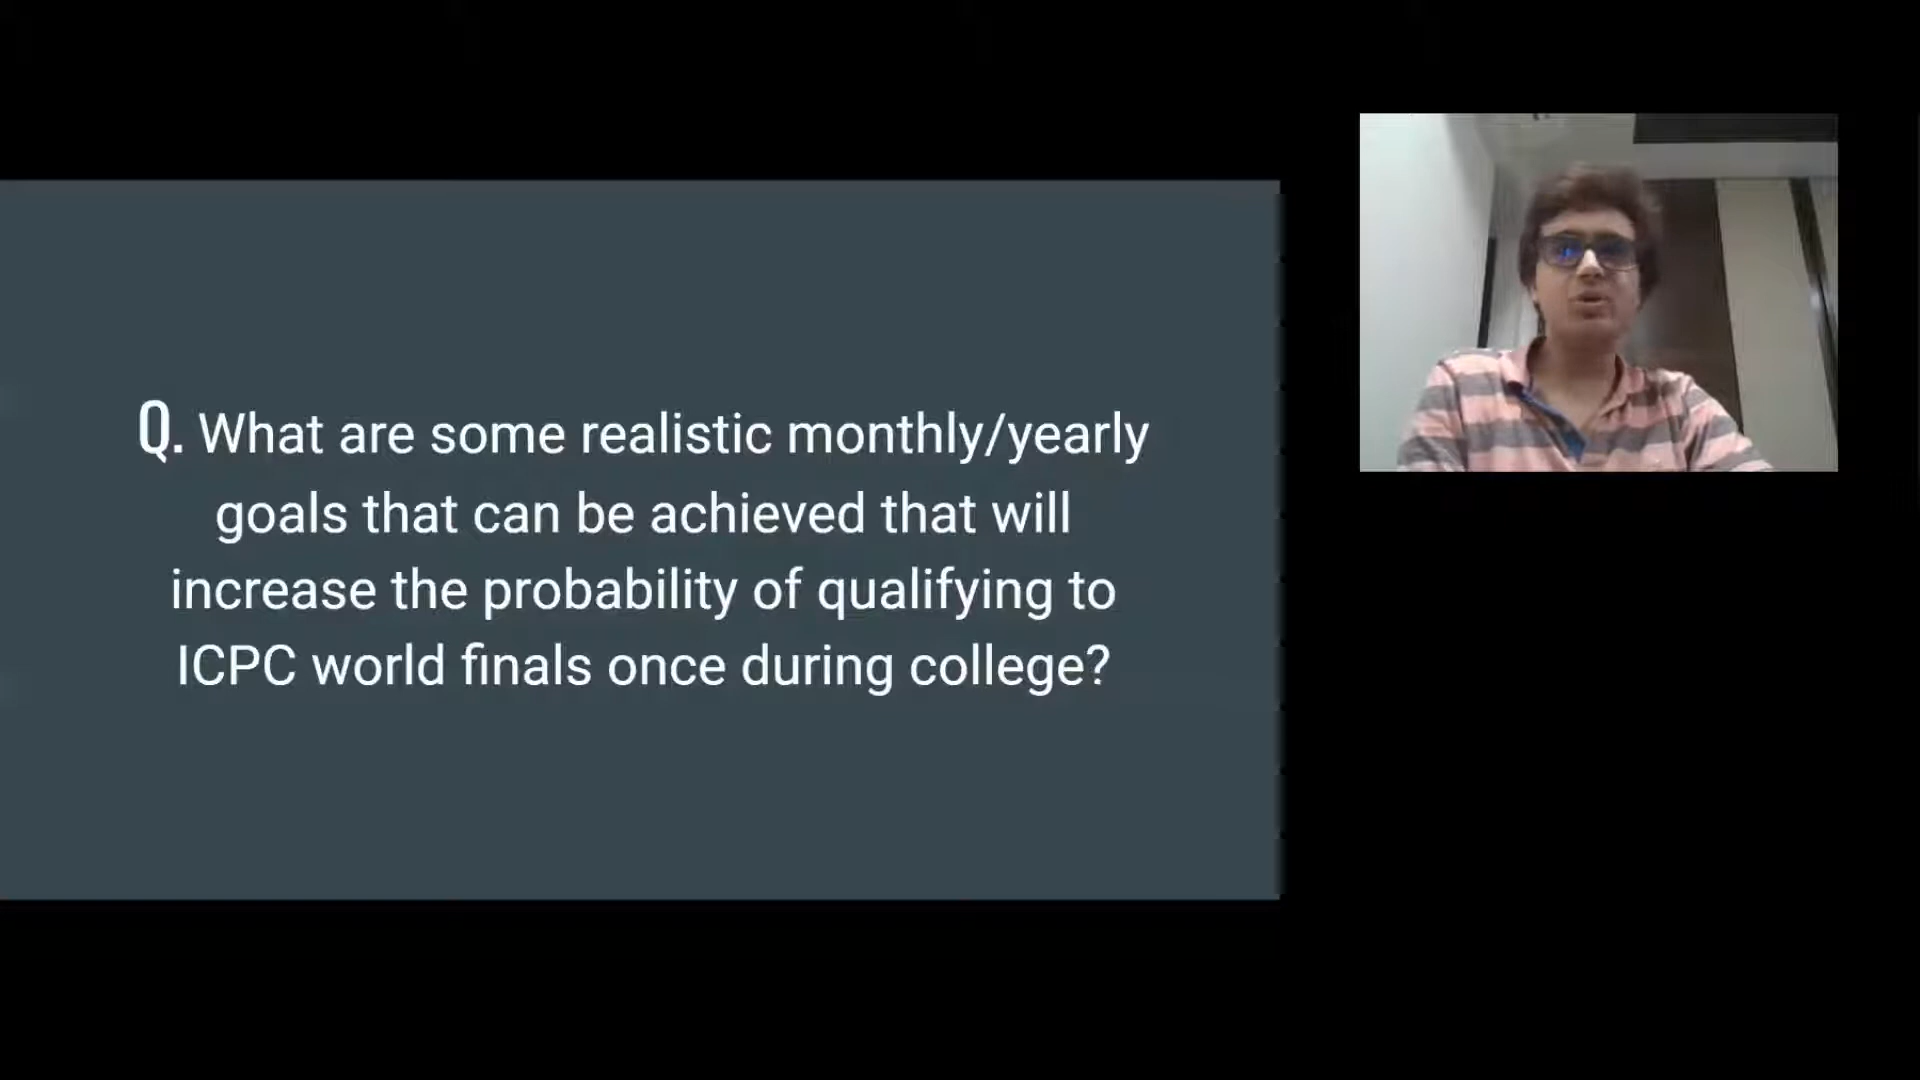 Q. What are some realistic monthly/yearly
goals that can be achieved that will
increase the probability of qualifying to
ICPC world finals once during college?